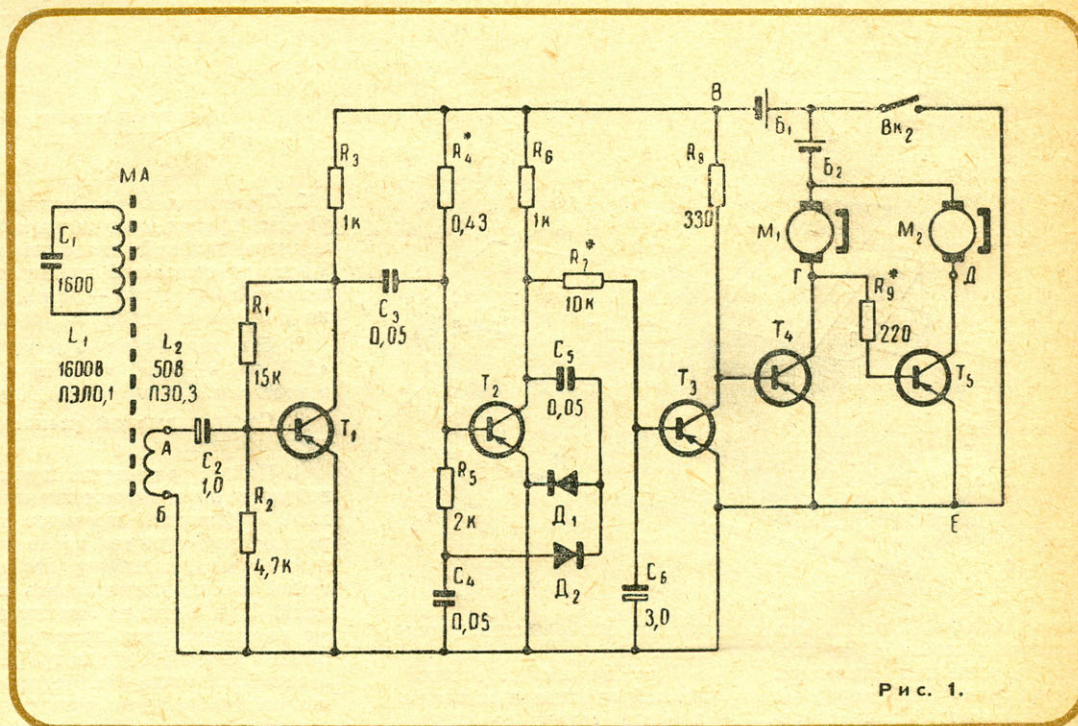 МА
C₁
1600
L₁
1600В
ПЭЛ0,1
L₂
50В
ПЭ0,3
А
Б
C₂
1,0
R₁
15к
R₂
4,7к
R₃
1к
T₁
C₃
0,05
R₄*
0,43
R₅
2к
C₄
0,05
R₆
1к
T₂
C₅
0,05
Д₁
Д₂
R₇*
10к
C₆
3,0
T₃
R₈
330
В
Б₁
Б₂
Вк₂
М₁
М₂
Г
Д
R₉*
220
T₄
T₅
Е
Рис. 1.